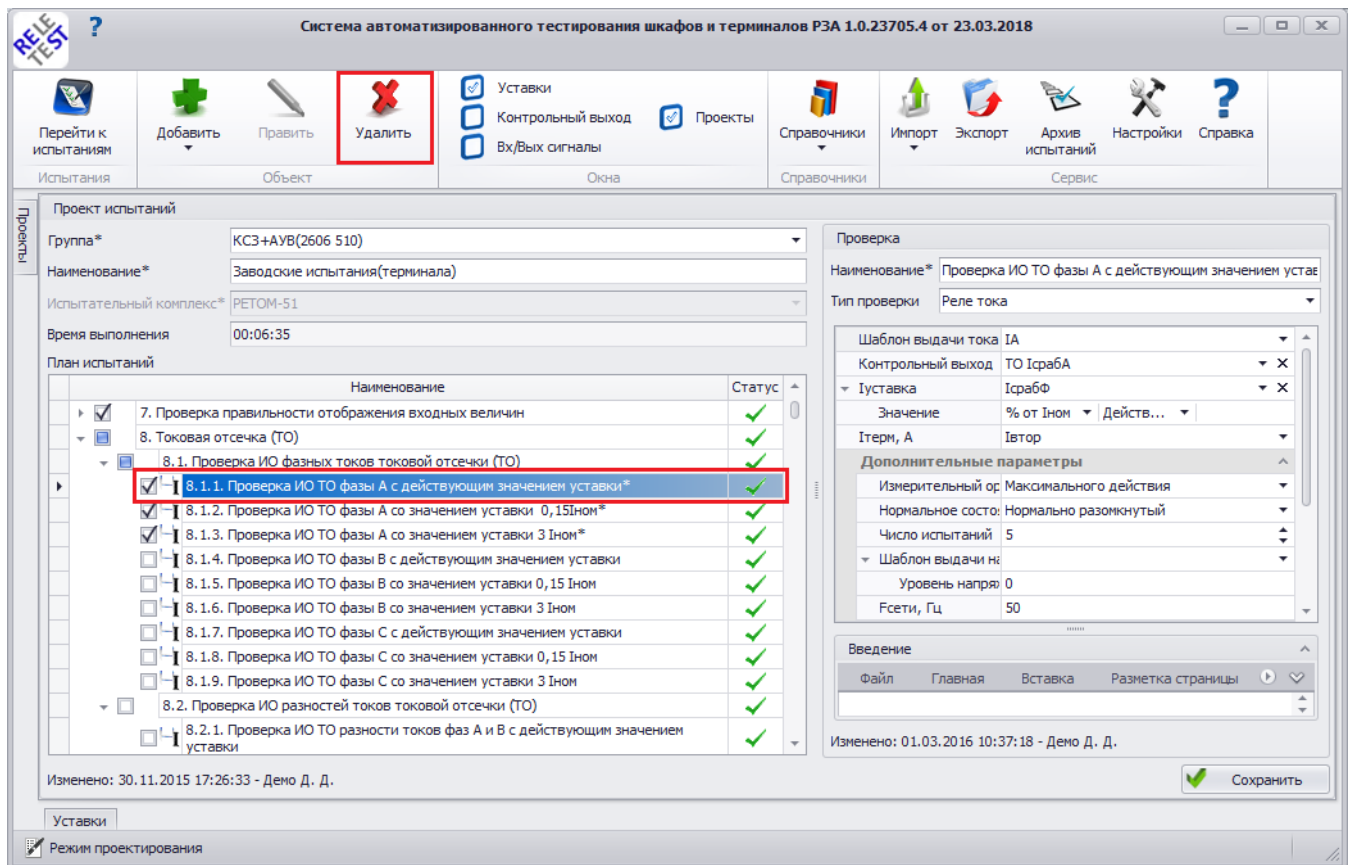 RELE TEST
?
Система автоматизированного тестирования шкафов и терминалов РЗА 1.0.23705.4 от 23.03.2018
Перейти к
испытаниям
Добавить
Править
Удалить
Уставки
Контрольный выход
Вх/Вых сигналы
Проекты
Справочники
Импорт
Экспорт
Архив
испытаний
Настройки
Справка
Испытания
Объект
Окна
Справочники
Сервис
Проекты
Проект испытаний
Группа*
КСЗ+АУВ(2606 510)
Наименование*
Заводские испытания(терминала)
Испытательный комплекс*
РЕТОМ-51
Время выполнения
00:06:35
План испытаний
Наименование
Статус
7. Проверка правильности отображения входных величин
8. Токовая отсечка (ТО)
8.1. Проверка ИО фазных токов токовой отсечки (ТО)
8.1.1. Проверка ИО ТО фазы А с действующим значением уставки*
8.1.2. Проверка ИО ТО фазы А со значением уставки 0,15Iном*
8.1.3. Проверка ИО ТО фазы А со значением уставки 3 Iном*
8.1.4. Проверка ИО ТО фазы В с действующим значением уставки
8.1.5. Проверка ИО ТО фазы В со значением уставки 0,15 Iном
8.1.6. Проверка ИО ТО фазы В со значением уставки 3 Iном
8.1.7. Проверка ИО ТО фазы С с действующим значением уставки
8.1.8. Проверка ИО ТО фазы С со значением уставки 0,15 Iном
8.1.9. Проверка ИО ТО фазы С со значением уставки 3 Iном
8.2. Проверка ИО разностей токов токовой отсечки (ТО)
8.2.1. Проверка ИО ТО разности токов фаз А и В с действующим значением
уставки
Изменено: 30.11.2015 17:26:33 - Демо Д. Д.
Проверка
Наименование*
Проверка ИО ТО фазы А с действующим значением устав
Тип проверки
Реле тока
Шаблон выдачи тока
IA
Контрольный выход
ТО IсрабА
Iуставка
IсрабФ
Значение
% от Iном
Действ...
Iтерм, А
Iвтор
Дополнительные параметры
Измерительный ор
Максимального действия
Нормальное состо:
Нормально разомкнутый
Число испытаний
5
Шаблон выдачи на
Уровень напря:
0
Fсети, Гц
50
Введение
Файл
Главная
Вставка
Разметка страницы
Изменено: 01.03.2016 10:37:18 - Демо Д. Д.
Сохранить
Уставки
Режим проектирования